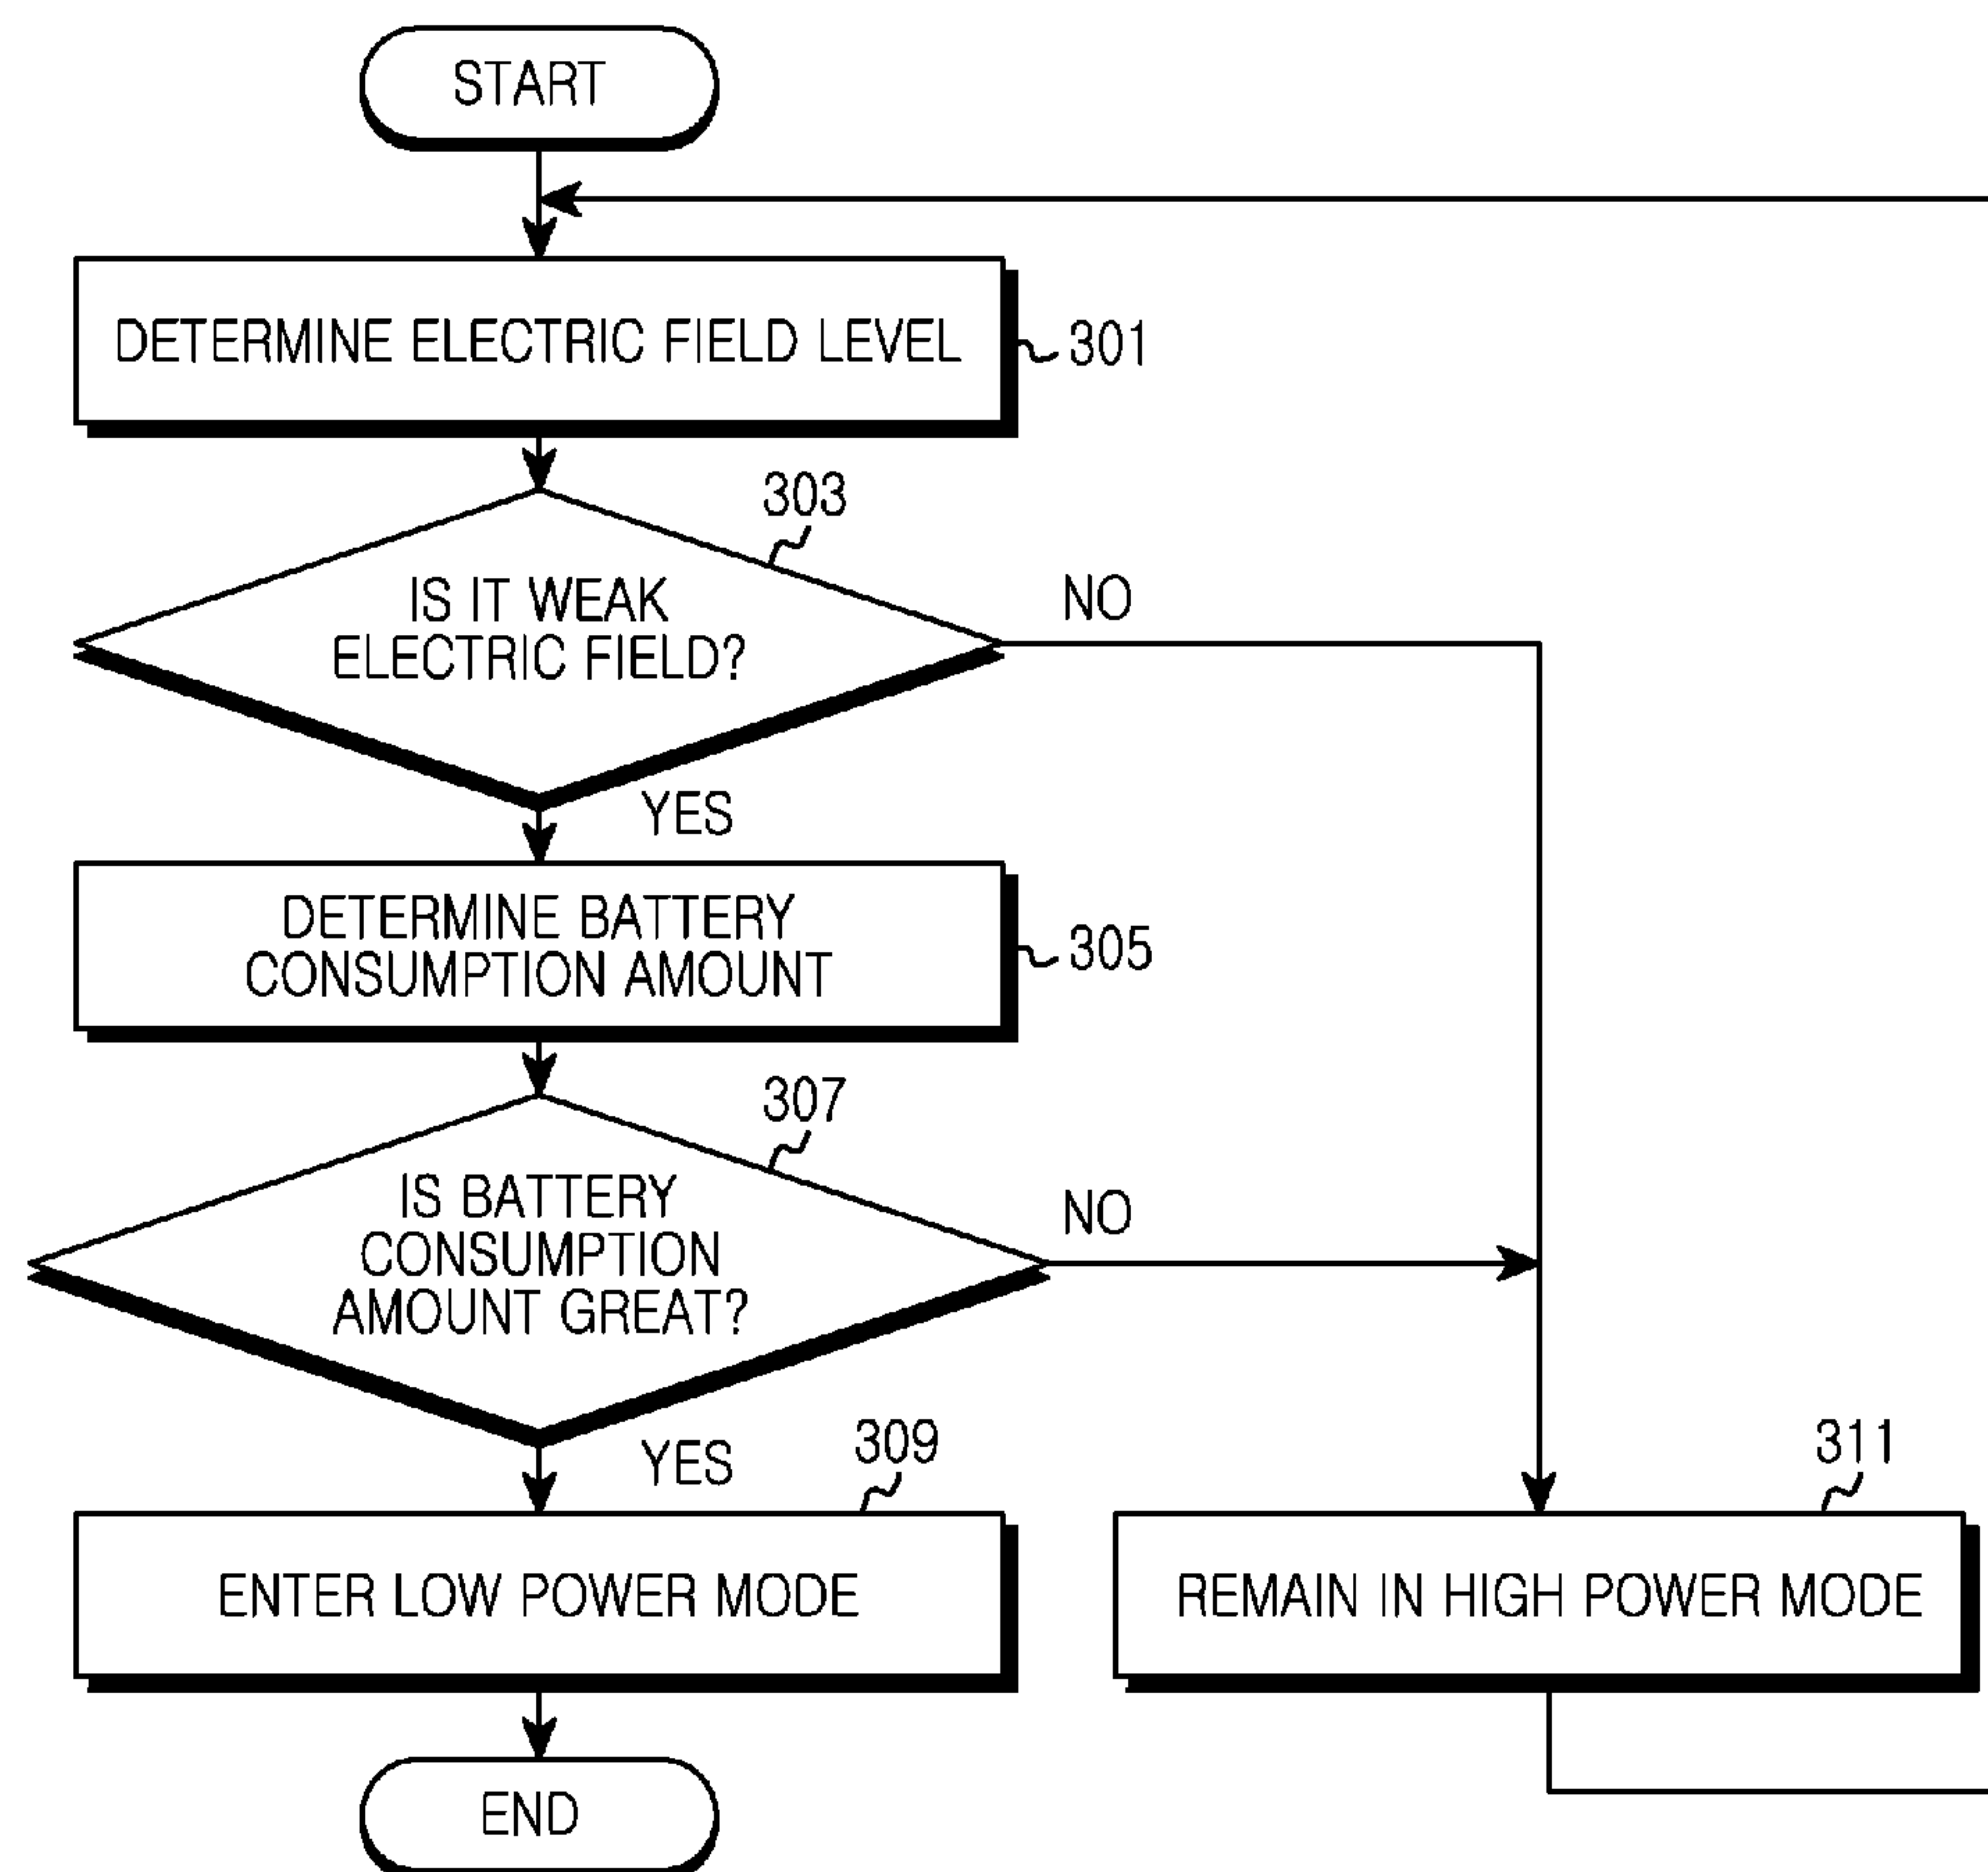 START
DETERMINE ELECTRIC FIELD LEVEL
301
303
IS IT WEAK
ELECTRIC FIELD?
NO
YES
DETERMINE BATTERY
CONSUMPTION AMOUNT
305
307
IS BATTERY
CONSUMPTION
AMOUNT GREAT?
NO
YES
309
ENTER LOW POWER MODE
311
REMAIN IN HIGH POWER MODE
END